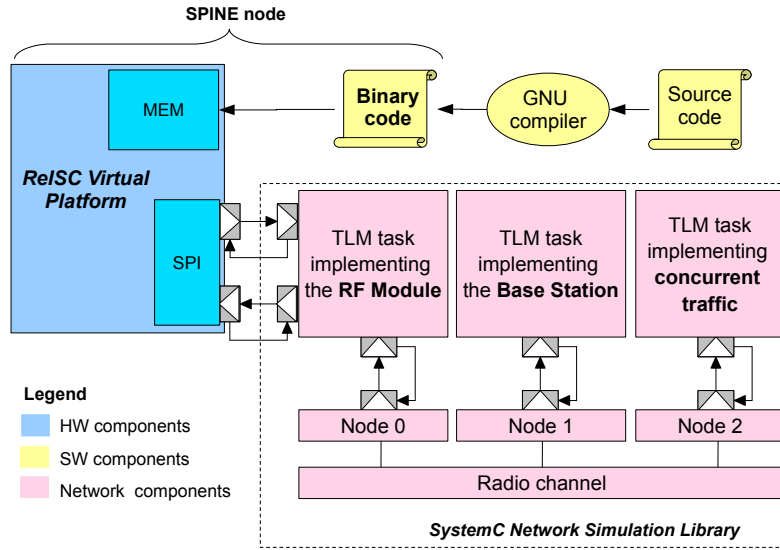 SPINE node
MEM
Binary
code
GNU
compiler
Source
code
ReISC Virtual
Platform
SPI
TLM task
implementing
the RF Module
TLM task
implementing
the Base Station
TLM task
implementing
concurrent
traffic
Legend
HW components
SW components
Network components
Node 0
Node 1
Node 2
Radio channel
SystemC Network Simulation Library